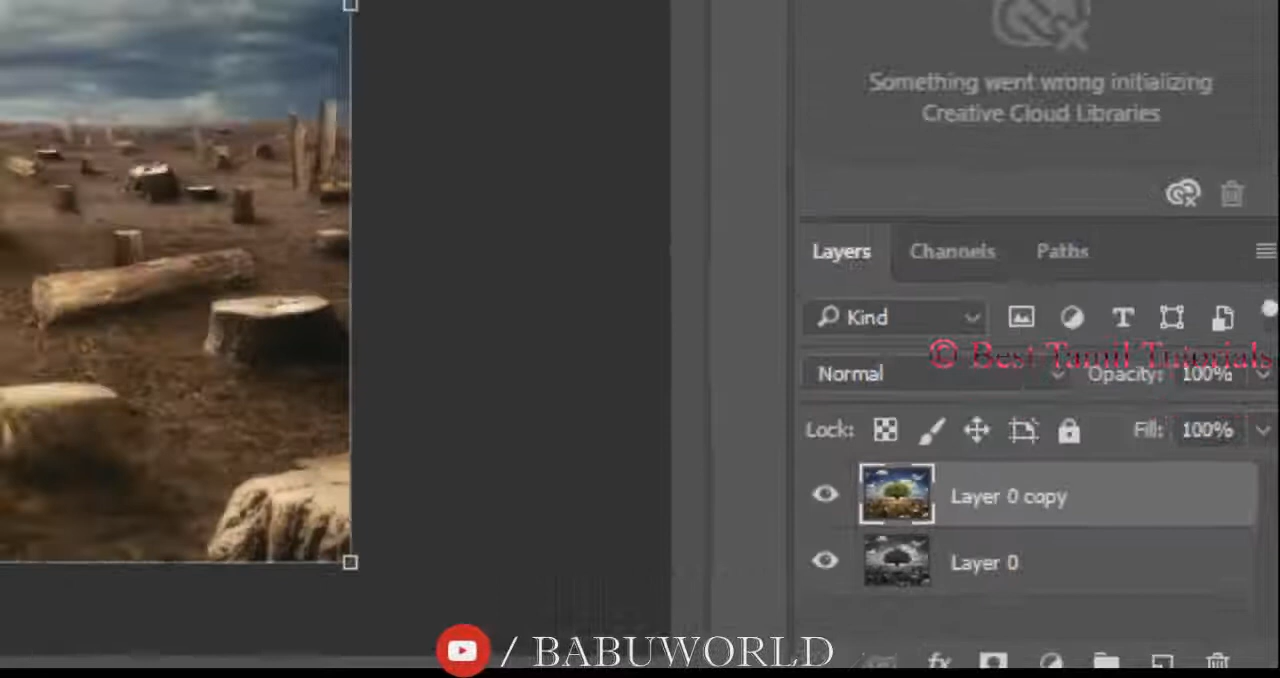 Something went wrong initializing
Creative Cloud Libraries
Layers Channels Paths
Kind
© Best Tamil Tutorials
Normal Opacity: 100%
Lock: Fill: 100%
Layer 0 copy
Layer 0
fx
/ BABUWORLD